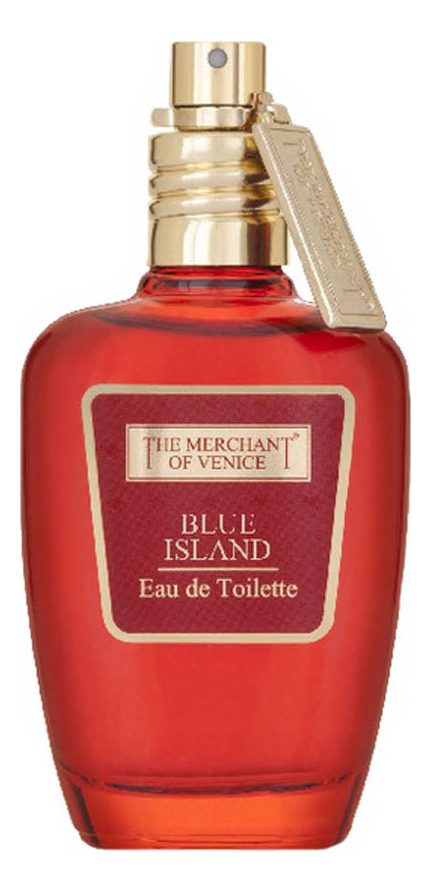 THE MERCHANT®
OF VENICE
BLUE
ISLAND
Eau de Toilette